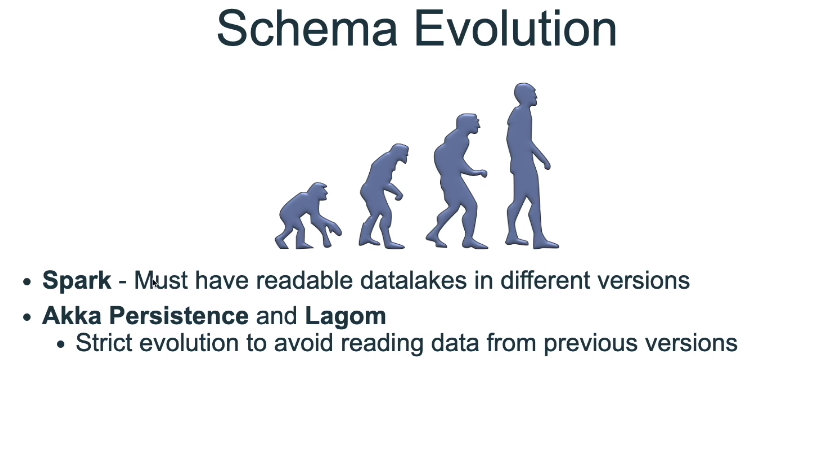 Schema Evolution
• Spark - Must have readable datalakes in different versions
• Akka Persistence and Lagom
• Strict evolution to avoid reading data from previous versions